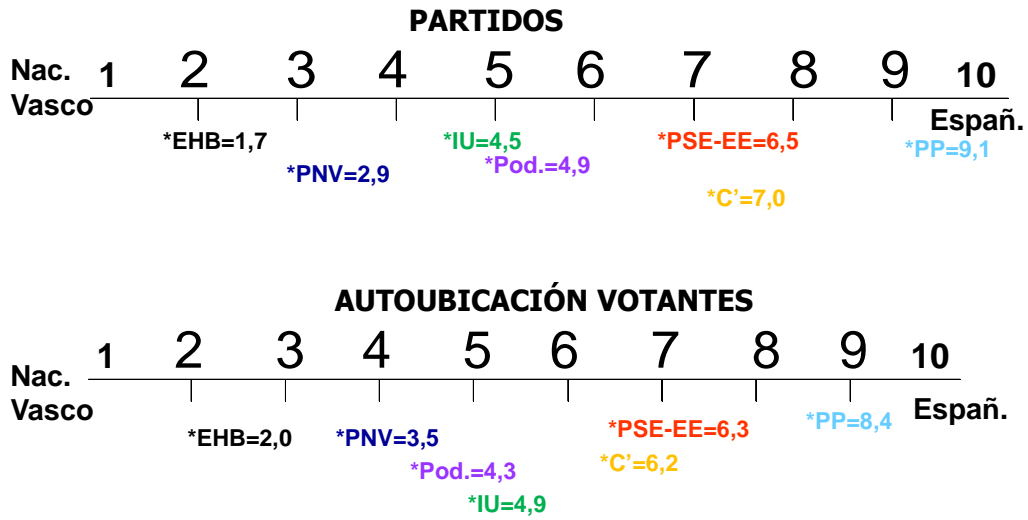 PARTIDOS
Nac. Vasco 1 2 3 4 5 6 7 8 9 10 Españ.
*EHB=1,7 *IU=4,5 *PSE-EE=6,5 *PP=9,1
*Pod.=4,9
*PNV=2,9
*C’=7,0
AUTOUBICACIÓN VOTANTES
Nac. Vasco 1 2 3 4 5 6 7 8 9 10 Españ.
*PP=8,4
*EHB=2,0 *PNV=3,5 *PSE-EE=6,3
*Pod.=4,3 *C’=6,2
*IU=4,9